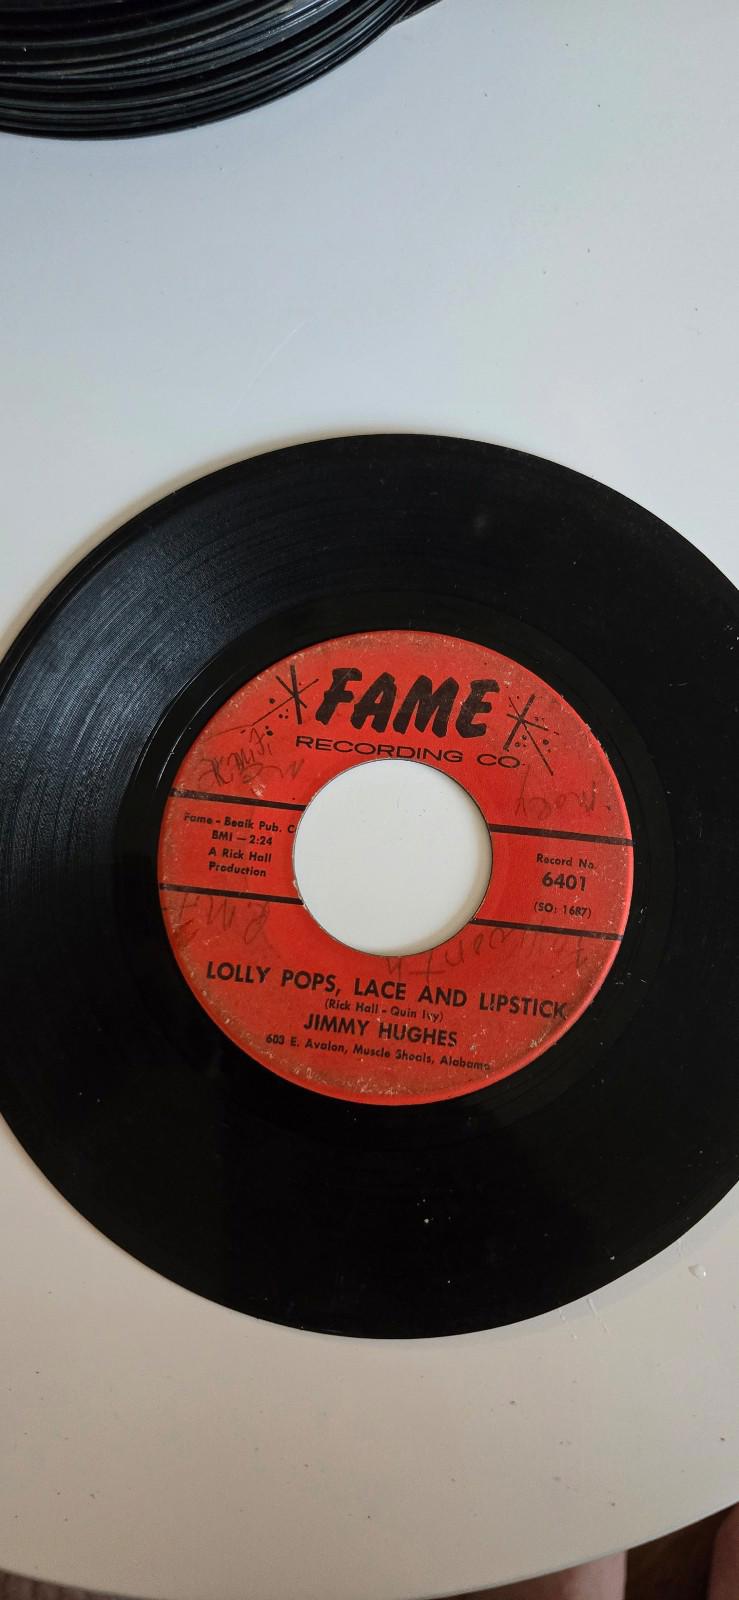 FAME
RECORDING CO.
Fame - Beaik Pub. C
BMI — 2:24
A Rick Hall
Production
Record No.
6401
(SO: 1687)
LOLLY POPS, LACE AND LIPSTICK
(Rick Hall - Quin Ivy)
JIMMY HUGHES
603 E. Avalon, Muscle Shoals, Alabama